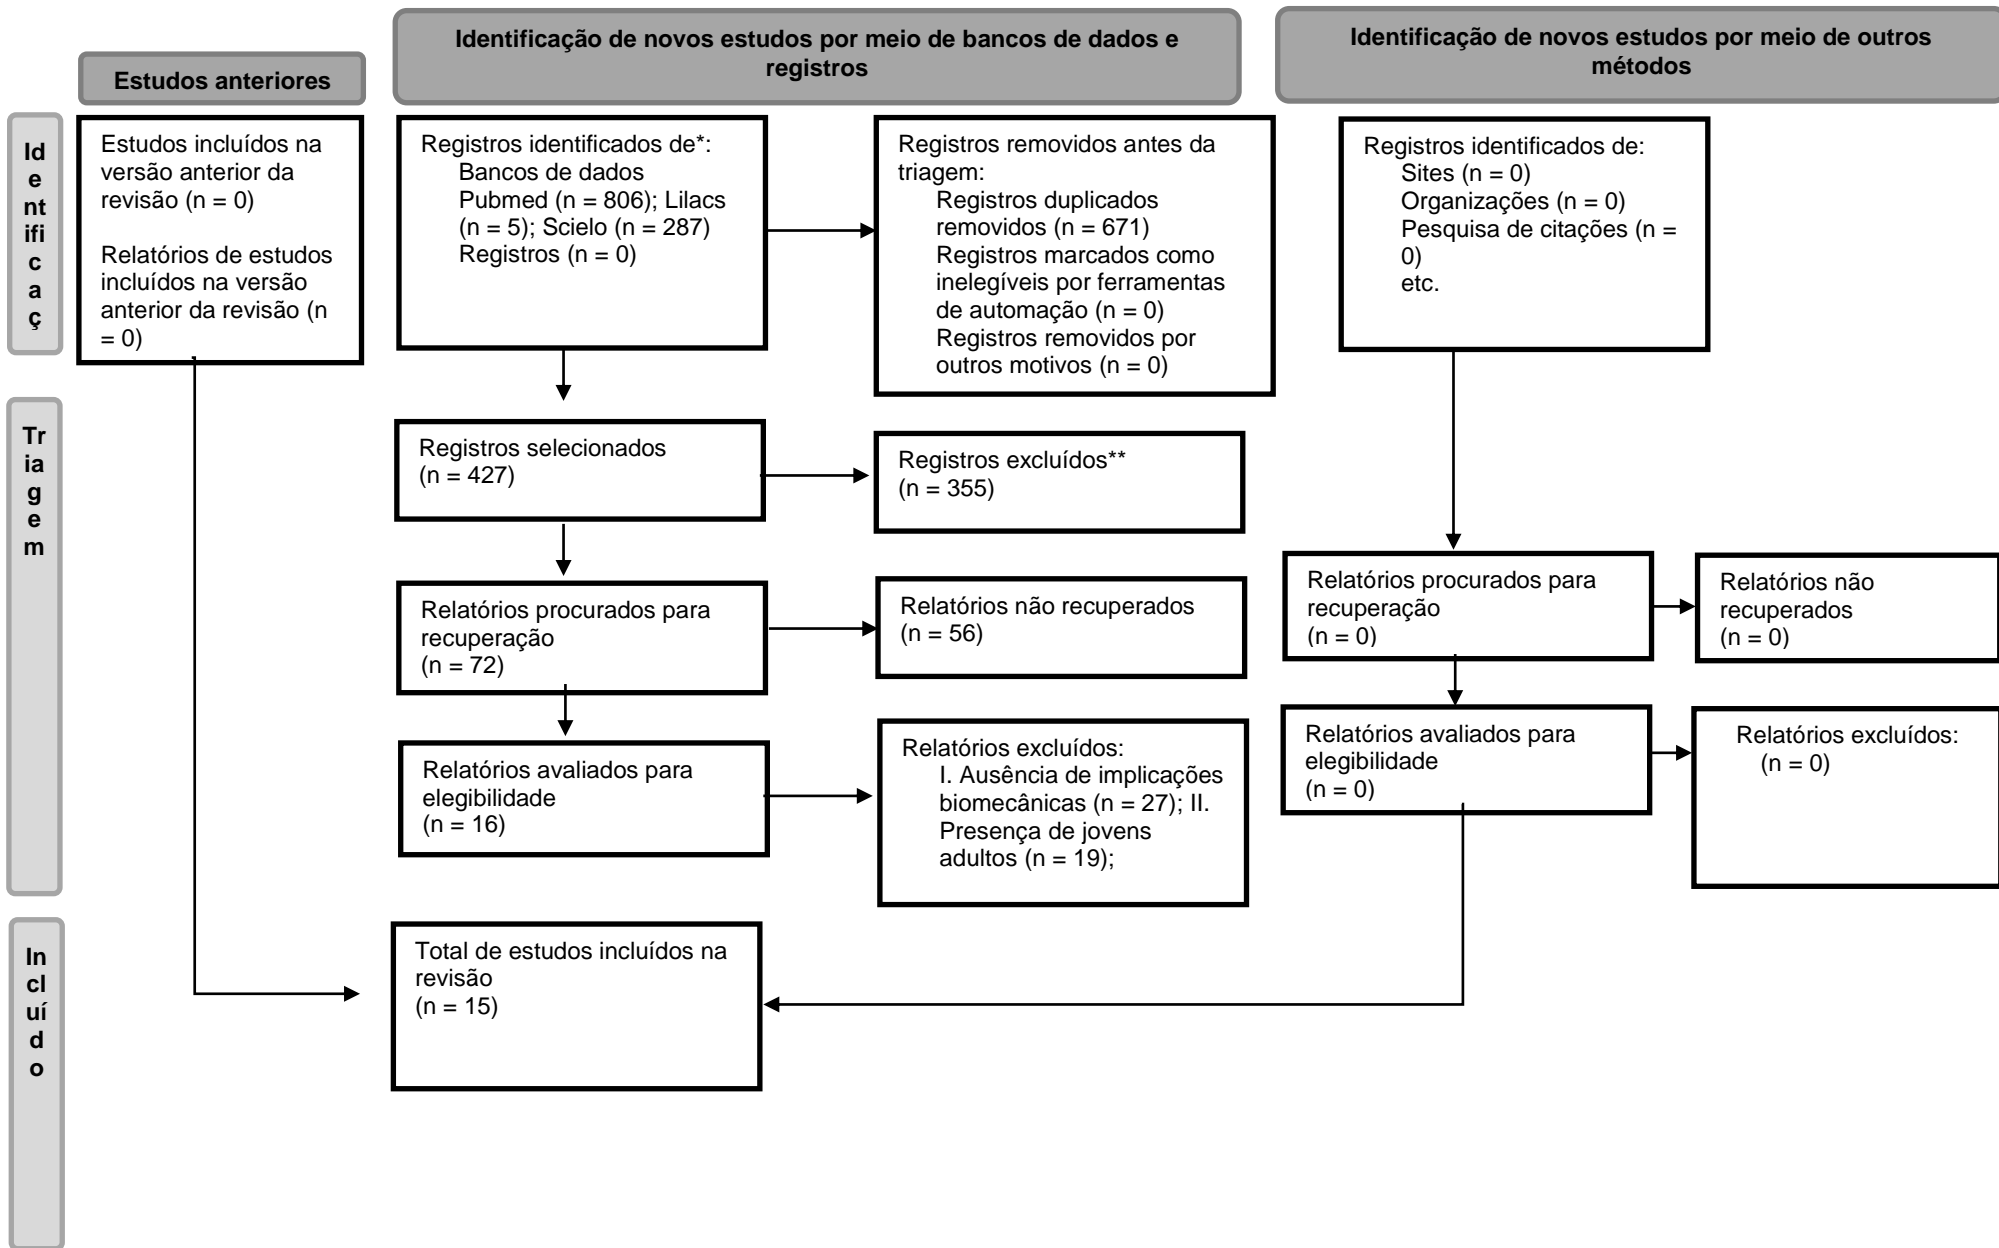 Estudos anteriores
Identificação de novos estudos por meio de bancos de dados e
registros
Identificação de novos estudos por meio de outros
métodos
Id
e
nt
ifi
c
a
ç
Estudos incluídos na
versão anterior da
revisão (n = 0)
Relatórios de estudos
incluídos na versão
anterior da revisão (n
= 0)
Registros identificados de*:
Bancos de dados
Pubmed (n = 806); Lilacs
(n = 5); Scielo (n = 287)
Registros (n = 0)
Registros removidos antes da
triagem:
Registros duplicados
removidos (n = 671)
Registros marcados como
inelegíveis por ferramentas
de automação (n = 0)
Registros removidos por
outros motivos (n = 0)
Registros identificados de:
Sites (n = 0)
Organizações (n = 0)
Pesquisa de citações (n =
0)
etc.
Tr
ia
g
e
m
Registros selecionados
(n = 427)
Registros excluídos**
(n = 355)
Relatórios procurados para
recuperação
(n = 72)
Relatórios não recuperados
(n = 56)
Relatórios procurados para
recuperação
(n = 0)
Relatórios não
recuperados
(n = 0)
Relatórios avaliados para
elegibilidade
(n = 16)
Relatórios excluídos:
I. Ausência de implicações
biomecânicas (n = 27); II.
Presença de jovens
adultos (n = 19);
Relatórios avaliados para
elegibilidade
(n = 0)
Relatórios excluídos:
(n = 0)
In
cl
uí
d
o
Total de estudos incluídos na
revisão
(n = 15)